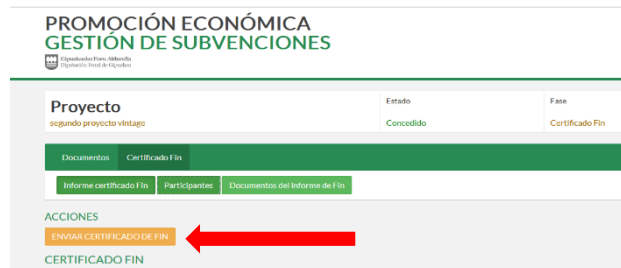 PROMOCIÓN ECONÓMICA
GESTIÓN DE SUBVENCIONES
Gipuzkoako Foru Aldundia
Diputación Foral de Gipuzkoa
Proyecto
segundo proyecto vintage
Estado
Concedido
Fase
Certificado Fin
Documentos Certificado Fin
Informe certificado Fin Participantes Documentos del Informe de Fin
ACCIONES
ENVIAR CERTIFICADO DE FIN
CERTIFICADO FIN